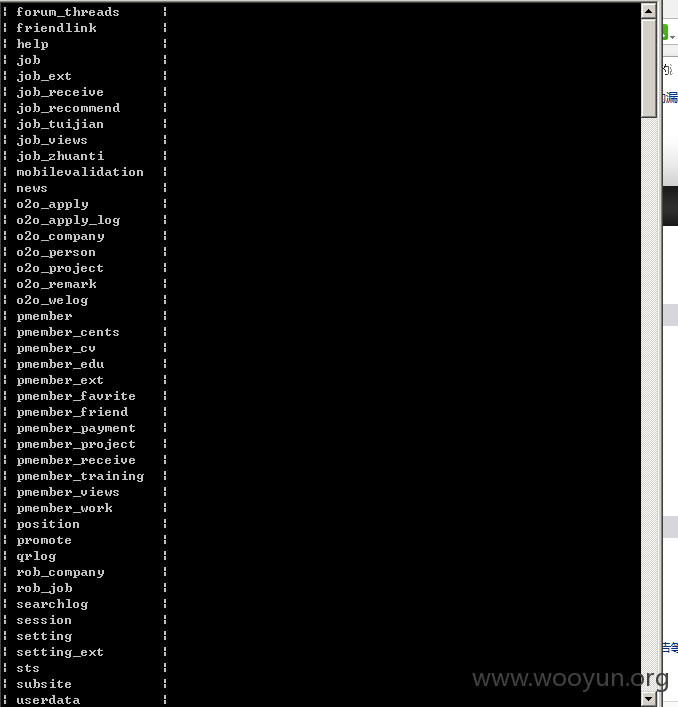 ¦ forum_threads ¦
¦ friendlink ¦
¦ help ¦
¦ job ¦
¦ job_ext ¦
¦ job_receive ¦
¦ job_recommend ¦
¦ job_tuijian ¦
¦ job_views ¦
¦ job_zhuanti ¦
¦ mobilevalidation ¦
¦ news ¦
¦ o2o_apply ¦
¦ o2o_apply_log ¦
¦ o2o_company ¦
¦ o2o_person ¦
¦ o2o_project ¦
¦ o2o_remark ¦
¦ o2o_welog ¦
¦ pmember ¦
¦ pmember_cents ¦
¦ pmember_cv ¦
¦ pmember_edu ¦
¦ pmember_ext ¦
¦ pmember_favrite ¦
¦ pmember_friend ¦
¦ pmember_payment ¦
¦ pmember_project ¦
¦ pmember_receive ¦
¦ pmember_training ¦
¦ pmember_views ¦
¦ pmember_work ¦
¦ position ¦
¦ promote ¦
¦ qrlog ¦
¦ rob_company ¦
¦ rob_job ¦
¦ searchlog ¦
¦ session ¦
¦ setting ¦
¦ setting_ext ¦
¦ sts ¦
¦ subsite ¦
¦ userdata ¦
的
漏
www.wooyun.org